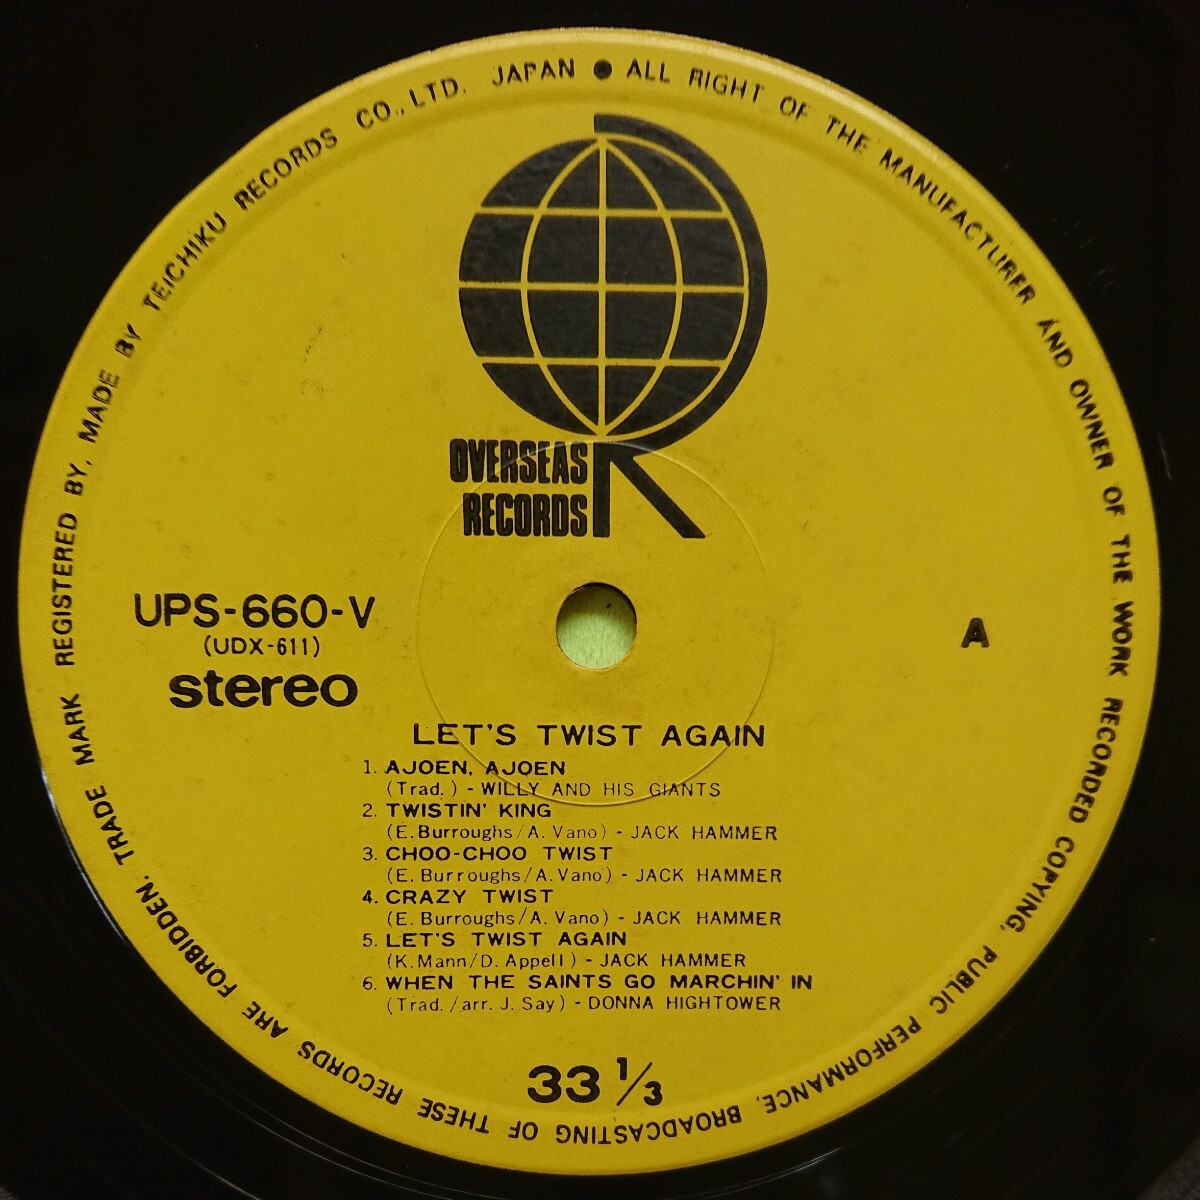 TRADE MARK REGISTERED BY, MADE BY TEICHIKU RECORDS CO., LTD. JAPAN ● ALL RIGHT OF THE MANUFACTURER AND OWNER OF THE WORK RECORDED COPYING, PUBLIC PERFORMANCE, BROADCASTING OF THESE RECORDS ARE FORBIDDEN.
OVERSEAS
RECORDS
UPS-660-V
(UDX-611)
stereo
A
LET'S TWIST AGAIN
1. AJOEN, AJOEN
(Trad.) - WILLY AND HIS GIANTS
2. TWISTIN' KING
(E. Burroughs/A. Vano) - JACK HAMMER
3. CHOO-CHOO TWIST
(E. Burroughs/A. Vano) - JACK HAMMER
4. CRAZY TWIST
(E. Burroughs/A. Vano) - JACK HAMMER
5. LET'S TWIST AGAIN
(K. Mann/D. Appell) - JACK HAMMER
6. WHEN THE SAINTS GO MARCHIN' IN
(Trad./arr. J. Say) - DONNA HIGHTOWER
33 1/3